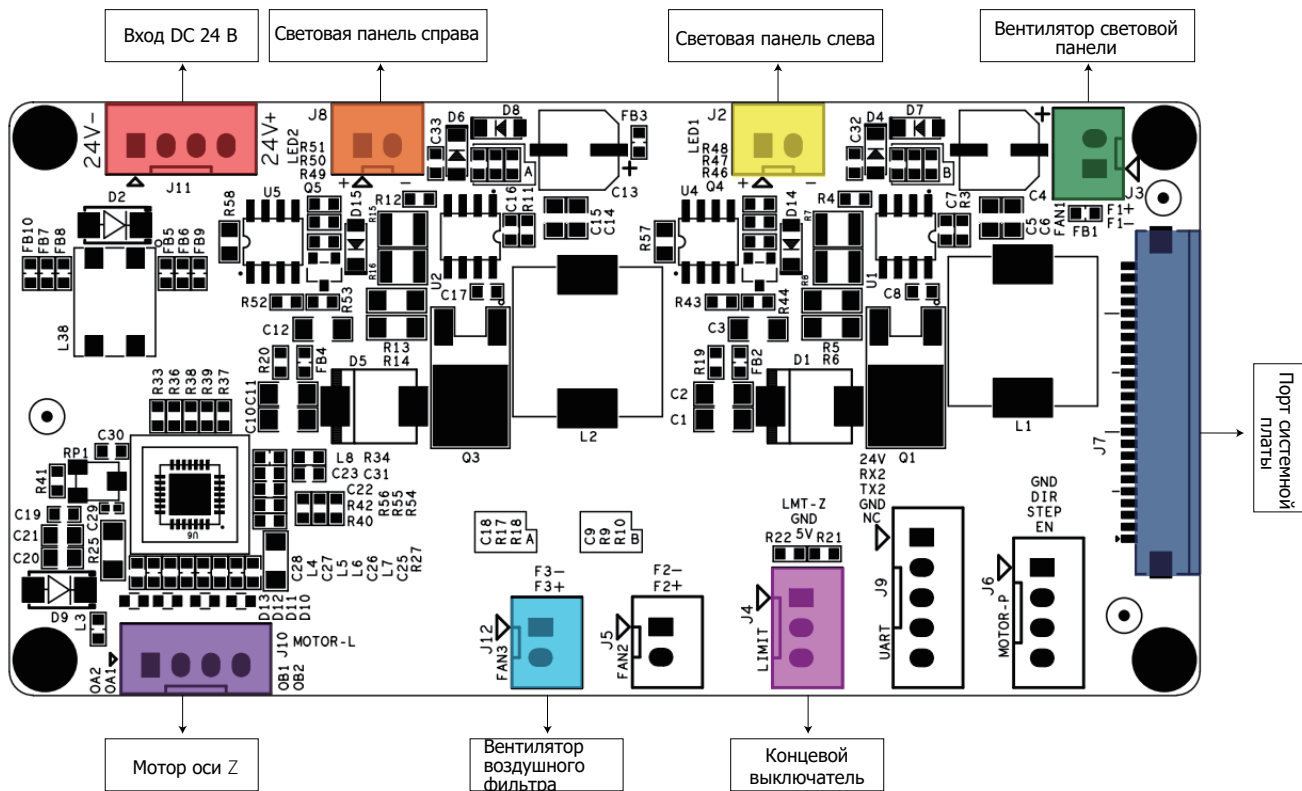 Вход DC 24 В
Световая панель справа
Световая панель слева
Вентилятор световой
панели
24V-
24V+
J11
J8
LED2
R51
R50
R49
+
-
C33
D6
D8
A
C13
+
FB3
J2
LED1
R48
R47
R46
Q4
+
-
C32
D4
D7
B
C4
+
J3
FAN1
F1+
F1-
FB1
D2
FB10
FB7
FB8
FB5
FB6
FB9
L38
R58
U5
Q5
D15
R12
R15
R16
U2
C16
R11
C15
C14
C17
R52
R53
C12
R13
R14
R20
FB4
D5
C11
C10
Q3
L2
R57
U4
D14
R4
R7
R8
U1
C7
R3
C5
C6
C8
R43
R44
C3
R5
R6
R19
FB2
D1
C2
C1
Q1
L1
J7
Порт системной
платы
R33
R36
R38
R39
R37
C30
RP1
R41
C19
C21
C20
C29
R25
U6
L8
R34
C23
C31
C22
R42
R40
R56
R55
R54
C28
L4
C27
L5
L6
C26
L7
C25
R27
D9
L3
D13
D12
D11
D10
J10
MOTOR-L
OA2
OA1
OB1
OB2
C18
R17
R18
A
C9
R9
R10
B
F3-
F3+
J12
FAN3
F2-
F2+
J5
FAN2
LMT-Z
GND
5V
R22
R21
J4
LIMIT
24V
RX2
TX2
GND
NC
J9
UART
GND
DIR
STEP
EN
J6
MOTOR-P
Мотор оси Z
Вентилятор
воздушного
фильтра
Концевой
выключатель